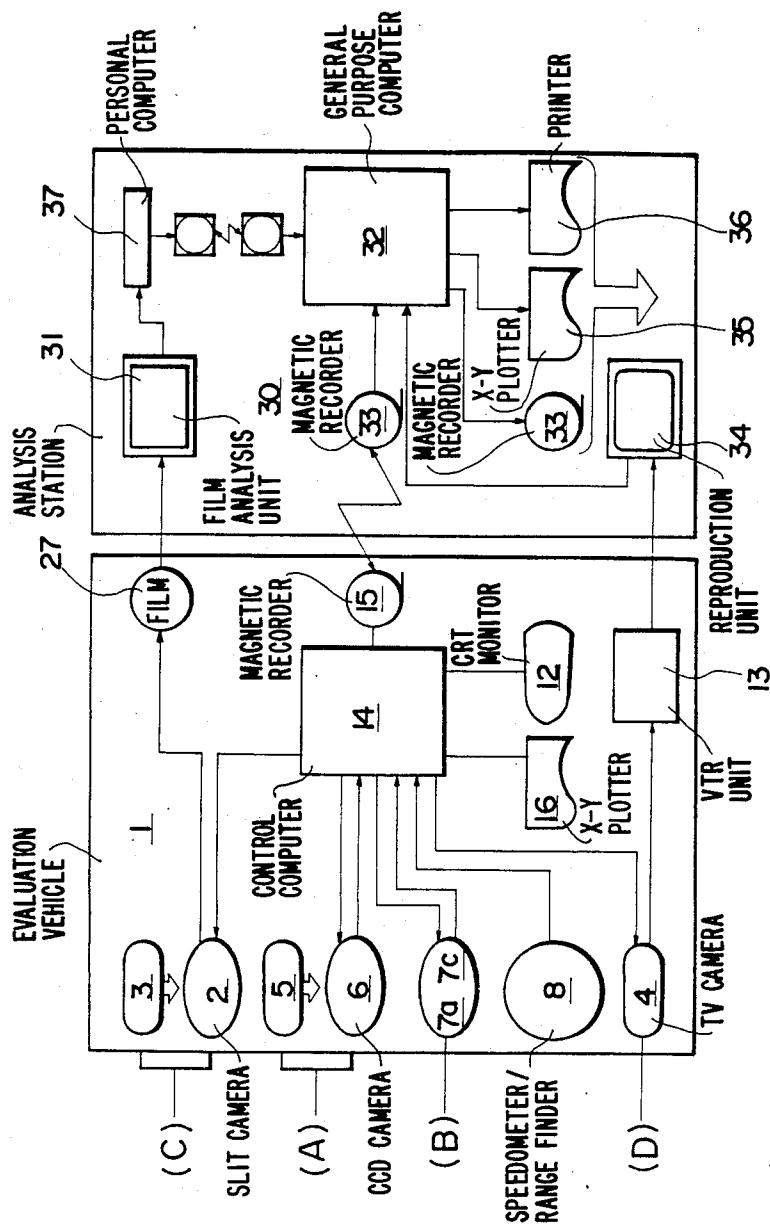 EVALUATION
VEHICLE
1
(C)
3
2
SLIT CAMERA
(A)
5
6
CCD CAMERA
(B)
7a 7c
SPEEDOMETER/
RANGE FINDER
8
(D)
4
TV CAMERA
CONTROL
COMPUTER
14
MAGNETIC
RECORDER
15
CRT MONITOR
12
16
X-Y
PLOTTER
27
FILM
VTR
UNIT
13
ANALYSIS
STATION
31
FILM
ANALYSIS
UNIT
37
PERSONAL
COMPUTER
30
MAGNETIC
RECORDER
33
GENERAL
PURPOSE
COMPUTER
32
MAGNETIC
RECORDER
33
X-Y
PLOTTER
35
PRINTER
36
REPRODUCTION
UNIT
34